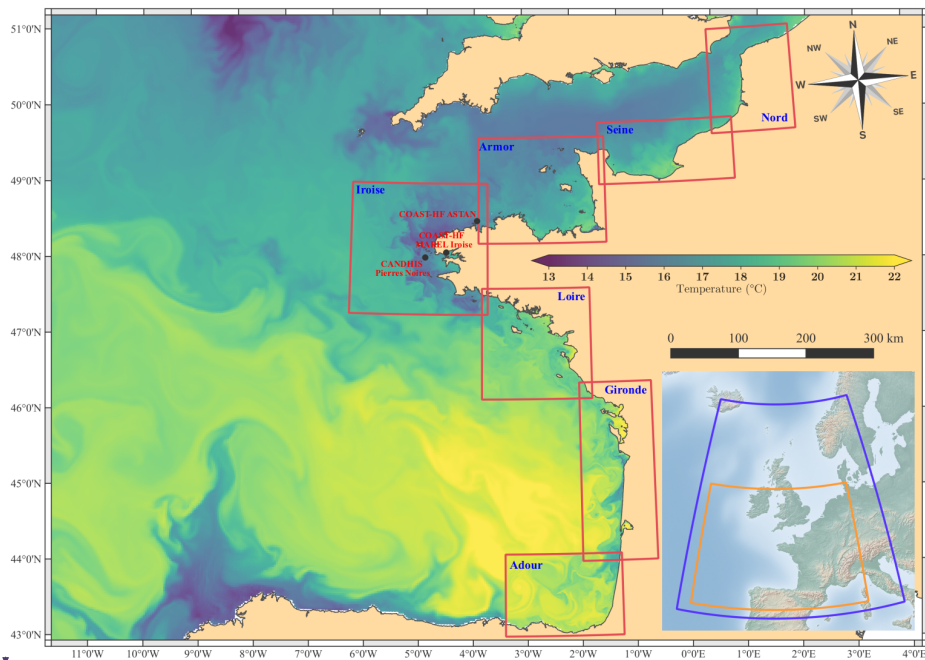 51°0'N
50°0'N
49°0'N
48°0'N
47°0'N
46°0'N
45°0'N
44°0'N
43°0'N
N
NW
NE
W
E
SW
SE
S
Nord
Seine
Armor
Iroise
COAST-HF ASTAN
COAST-HF
MAREL Iroise
CANDHIS
Pierres Noires
13 14 15 16 17 18 19 20 21 22
Temperature (°C)
Loire
0 100 200 300 km
Gironde
Adour
11°0'W 10°0'W 9°0'W 8°0'W 7°0'W 6°0'W 5°0'W 4°0'W 3°0'W 2°0'W 1°0'W 0°0'E 1°0'E 2°0'E 3°0'E 4°0'E